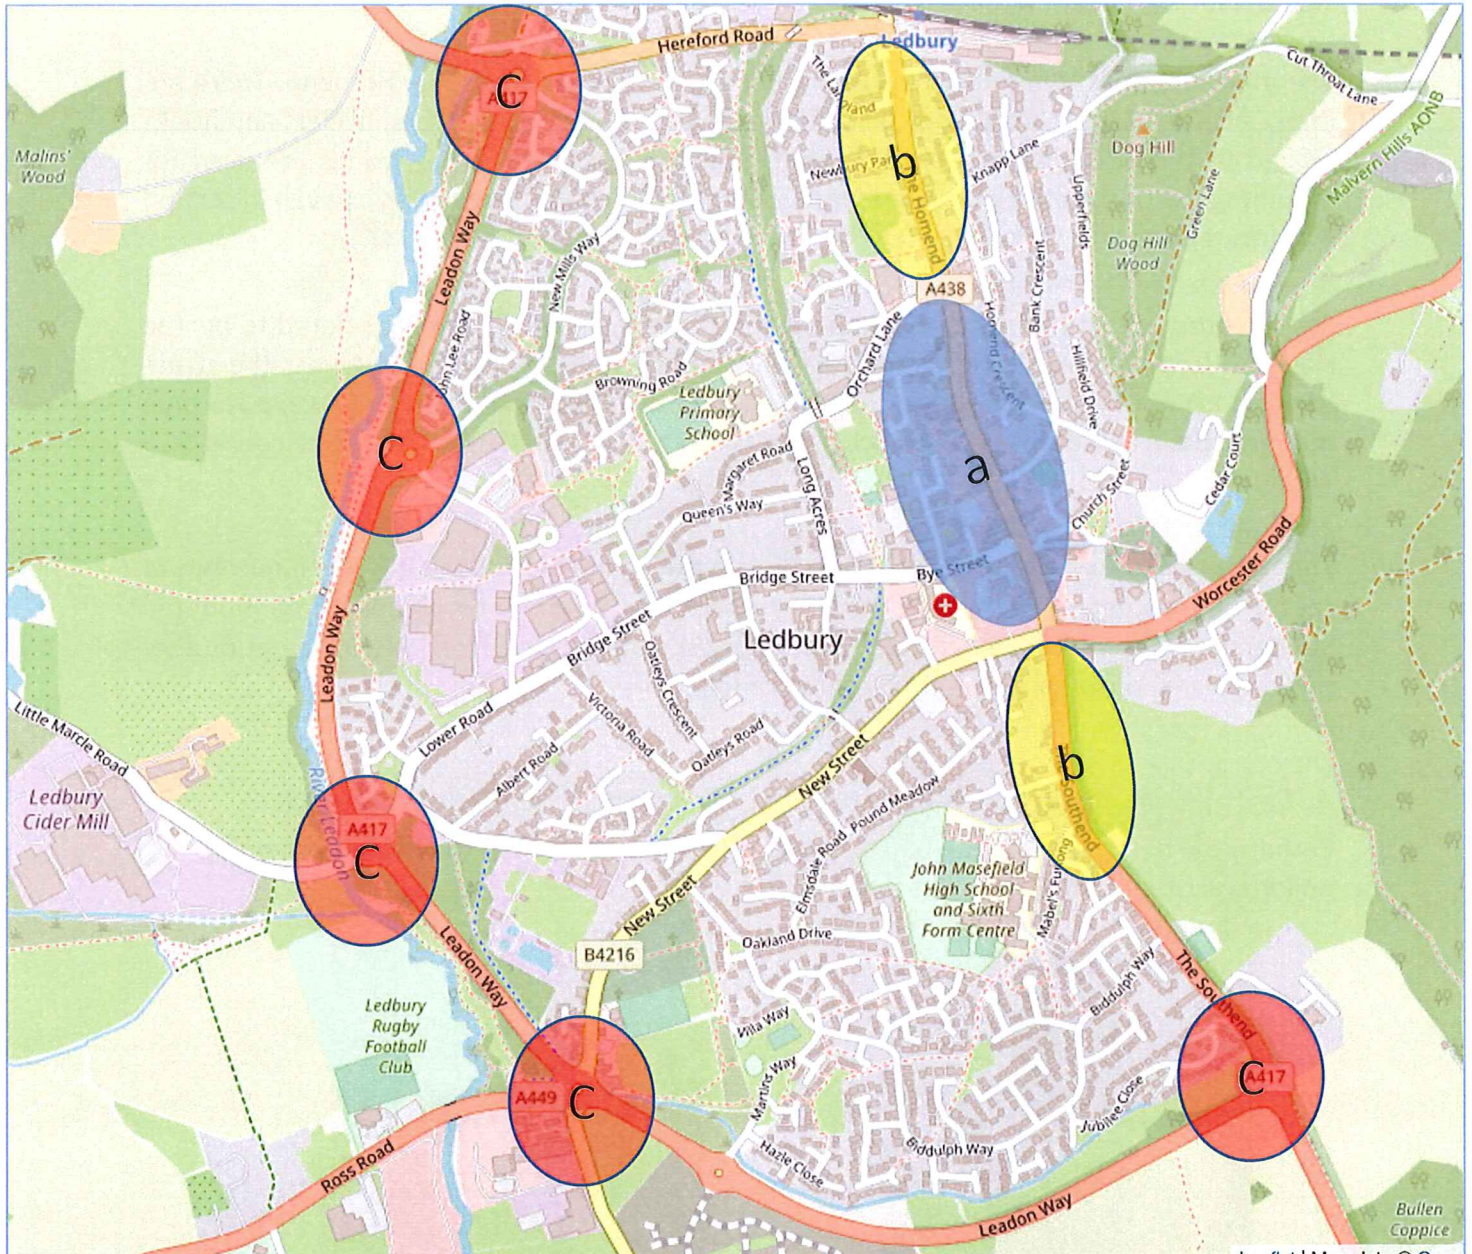 C
A417
Hereford Road
Ledbury
Cut Throat Lane
Malvern Hills AONB
Malins'
Wood
b
Newbury Park
The Homend
Knapp Lane
Dog Hill
Upperfields
Green Lane
Dog Hill
Wood
Leadon Way
New Mills Way
Bank Crescent
A438
Homend Crescent
Orchard Lane
Hillfield Drive
John Lee Road
Browning Road
Ledbury
Primary
School
C
a
Margaret Road
Long Acres
Queen's Way
Church Street
Cedar Court
Worcester Road
Bye Street
Bridge Street
Bridge Street
Ledbury
Leadon Way
Oatleys Crescent
Victoria Road
Oatleys Road
Lower Road
Albert Road
Little Marcle Road
Ledbury
Cider Mill
River Leadon
A417
C
New Street
Pound Meadow
b
Southend
Mabel's Furlong
Elmsdale Road
John Masefield
High School
and Sixth
Form Centre
New Street
Oakland Drive
B4216
Leadon Way
Biddulph Way
The Southend
Ledbury
Rugby
Football
Club
Villa Way
Martins Way
A449
C
C
A417
Jubilee Close
Biddulph Way
Hazle Close
Ross Road
Leadon Way
Bullen
Coppice